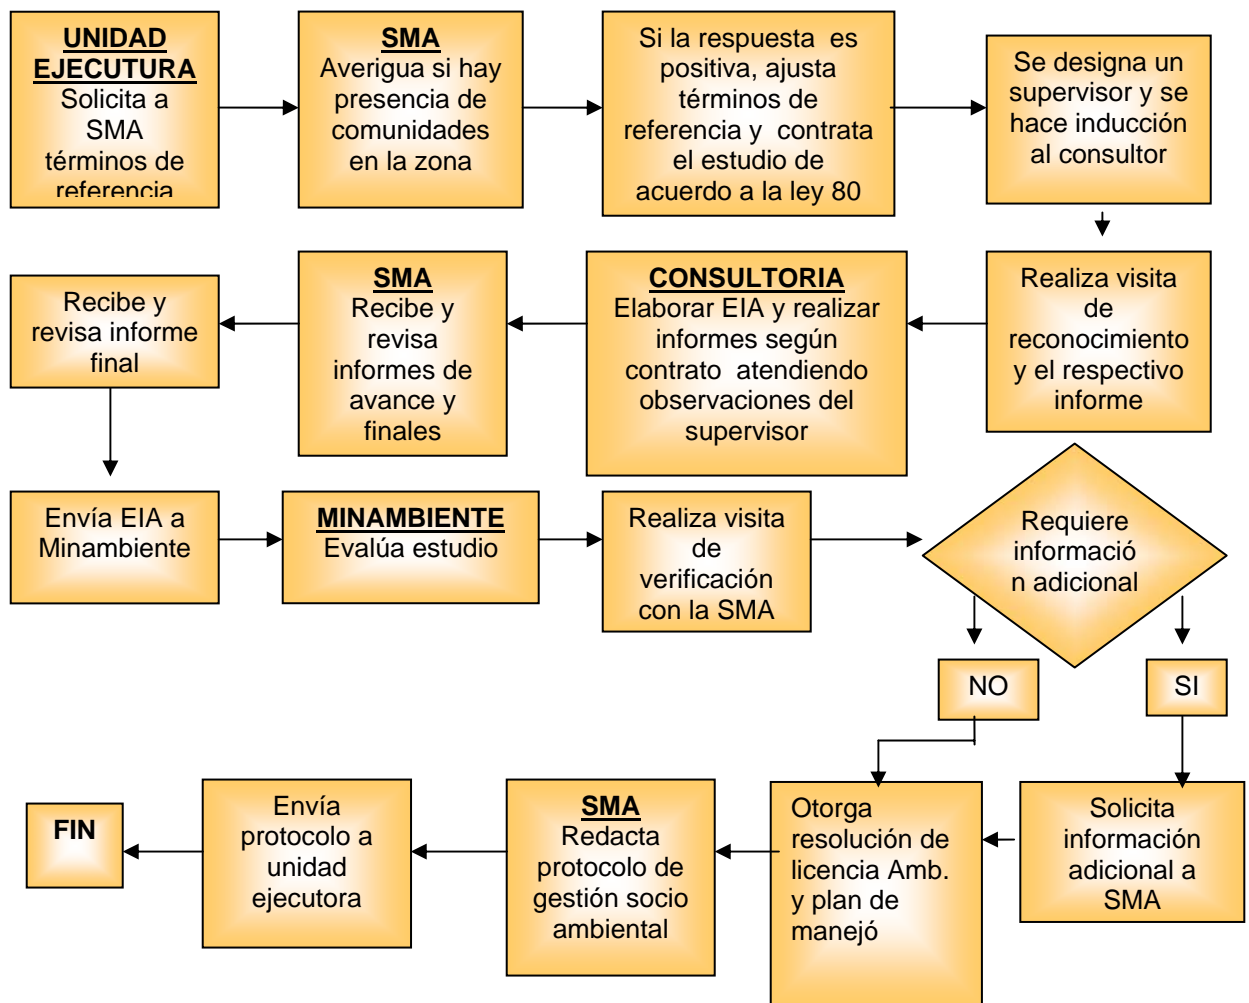 UNIDAD
EJECUTURA
Solicita a
SMA
términos de
referencia
SMA
Averigua si hay
presencia de
comunidades
en la zona
Si la respuesta es
positiva, ajusta
términos de
referencia y contrata
el estudio de
acuerdo a la ley 80
Se designa un
supervisor y se
hace inducción
al consultor
Realiza visita
de
reconocimiento
y el respectivo
informe
CONSULTORIA
Elaborar EIA y realizar
informes según
contrato atendiendo
observaciones del
supervisor
SMA
Recibe y
revisa
informes de
avance y
finales
Recibe y
revisa informe
final
Envía EIA a
Minambiente
MINAMBIENTE
Evalúa estudio
Realiza visita
de
verificación
con la SMA
Requiere
informació
n adicional
NO
SI
Solicita
información
adicional a
SMA
Otorga
resolución de
licencia Amb.
y plan de
manejó
SMA
Redacta
protocolo de
gestión socio
ambiental
Envía
protocolo a
unidad
ejecutora
FIN